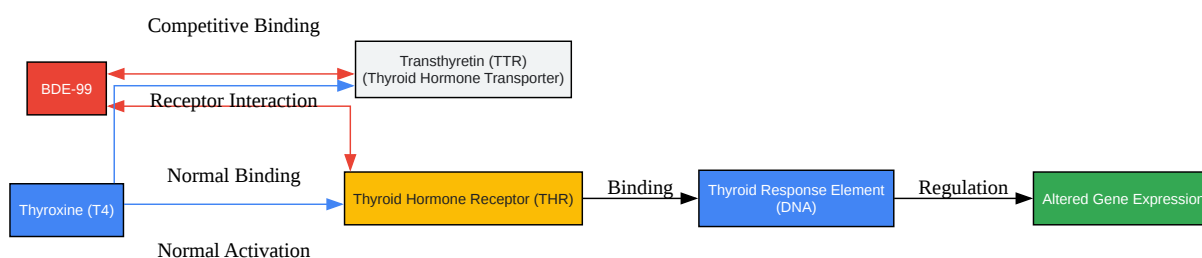 Competitive Binding
Transthyretin (TTR)
(Thyroid Hormone Transporter)
BDE-99
Receptor Interaction
Normal Binding
Thyroxine (T4)
Thyroid Hormone Receptor (THR)
Binding
Thyroid Response Element
(DNA)
Regulation
Altered Gene Expression
Normal Activation